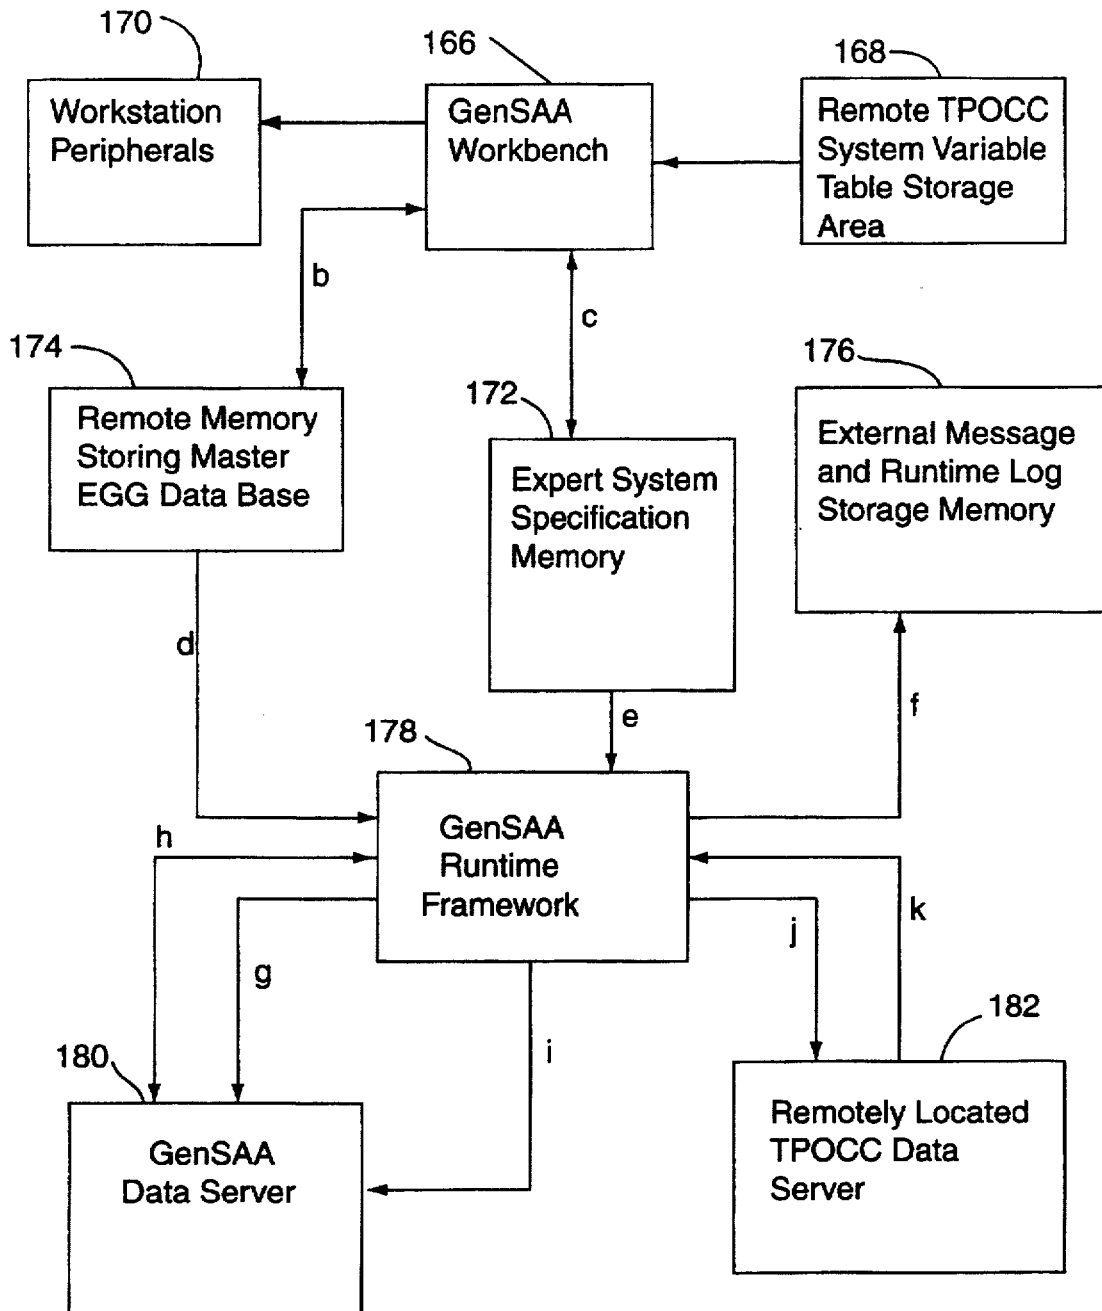 170
166
168
Workstation
Peripherals
GenSAA
Workbench
Remote TPOCC
System Variable
Table Storage
Area
b
c
174
172
176
Remote Memory
Storing Master
EGG Data Base
Expert System
Specification
Memory
External Message
and Runtime Log
Storage Memory
d
e
f
178
GenSAA
Runtime
Framework
h
g
i
j
k
180
182
GenSAA
Data Server
Remotely Located
TPOCC Data
Server